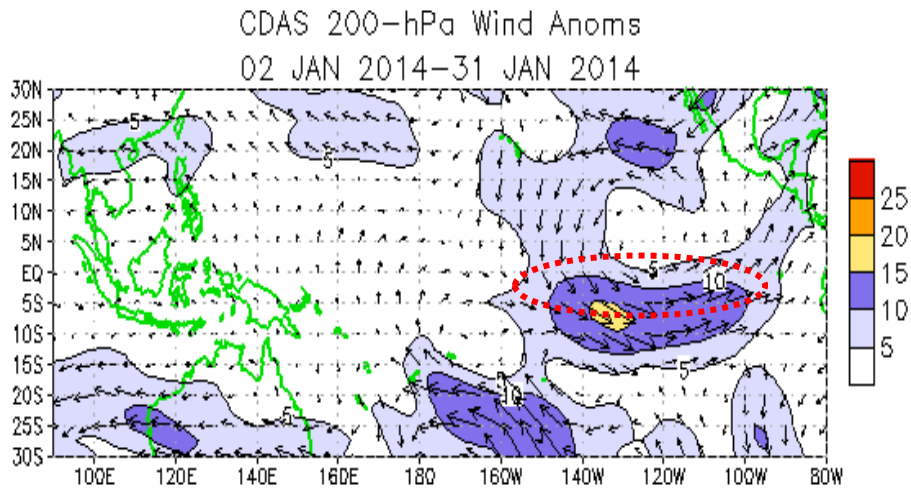 CDAS 200-hPa Wind Anoms
02 JAN 2014-31 JAN 2014
30N
25N
20N
15N
10N
5N
EQ
5S
10S
15S
20S
25S
30S
5
5
5
10
5
10
5
100E 120E 140E 160E 180 160W 140W 120W 100W 80W
25
20
15
10
5